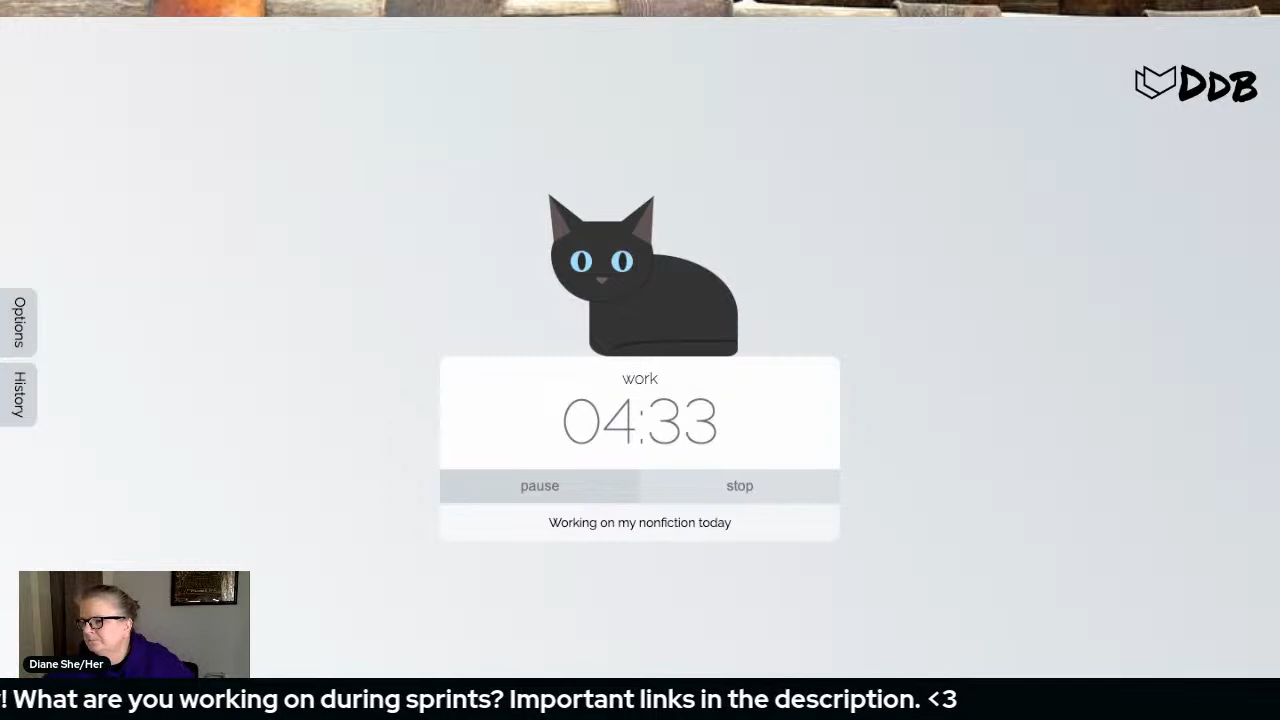 DDB
Options
History
work
04:33
pause stop
Working on my nonfiction today
Diane She/Her
! What are you working on during sprints? Important links in the description. <3